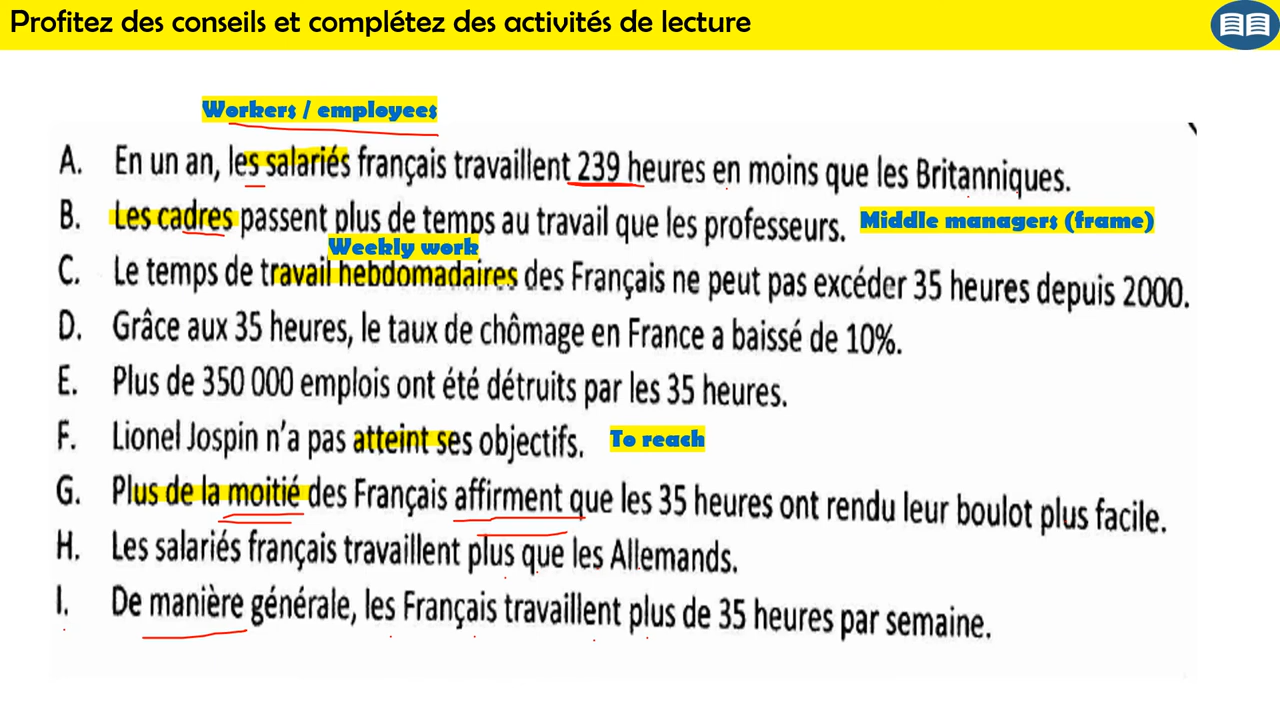 Profitez des conseils et complétez des activités de lecture
Workers / employees
A. En un an, les salariés français travaillent 239 heures en moins que les Britanniques.
B. Les cadres passent plus de temps au travail que les professeurs. Middle managers (frame)
Weekly work
C. Le temps de travail hebdomadaires des Français ne peut pas excéder 35 heures depuis 2000.
D. Grâce aux 35 heures, le taux de chômage en France a baissé de 10%.
E. Plus de 350 000 emplois ont été détruits par les 35 heures.
F. Lionel Jospin n'a pas atteint ses objectifs. To reach
G. Plus de la moitié des Français affirment que les 35 heures ont rendu leur boulot plus facile.
H. Les salariés français travaillent plus que les Allemands.
I. De manière générale, les Français travaillent plus de 35 heures par semaine.